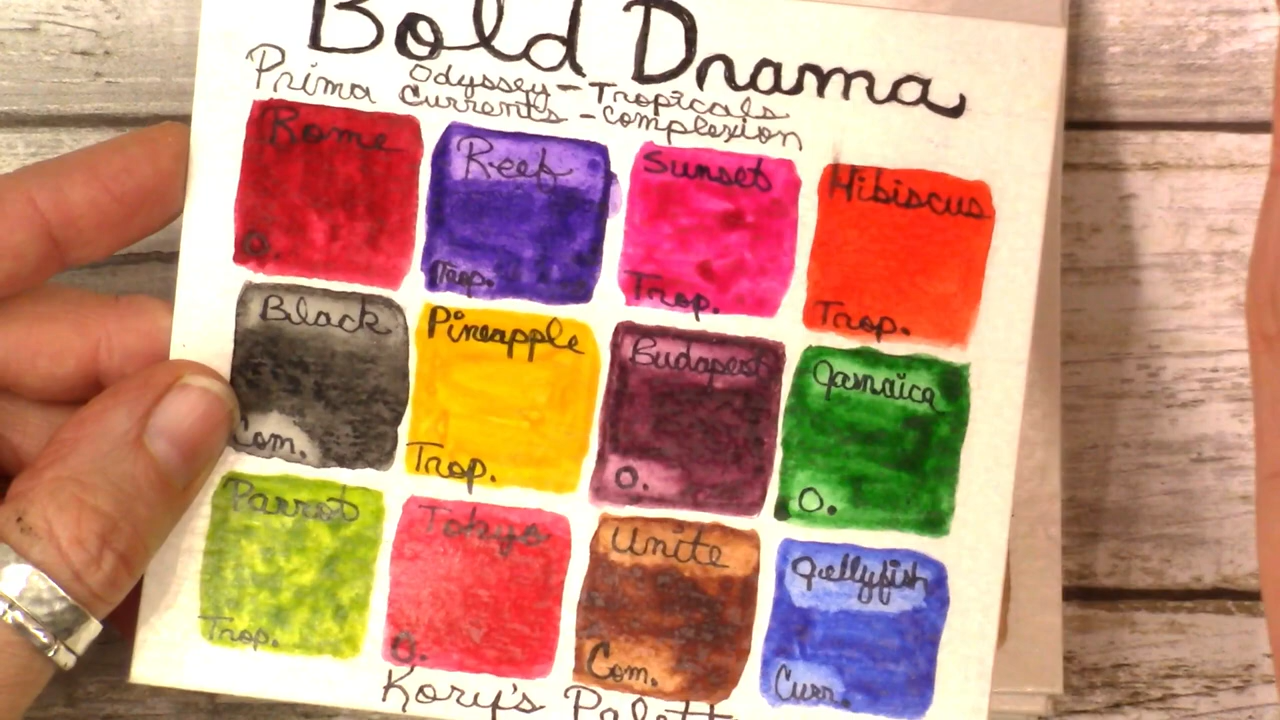 Bold Drama
Prima Odyssey - Tropicals
Currents - Complexion
Rome
O.
Reef
Trop.
Sunset
Trop.
Hibiscus
Trop.
Black
Com.
Pineapple
Trop.
Budapest
O.
Jamaica
O.
Parrot
Trop.
Tokyo
O.
Unite
Com.
Jellyfish
Curr.
Kory's